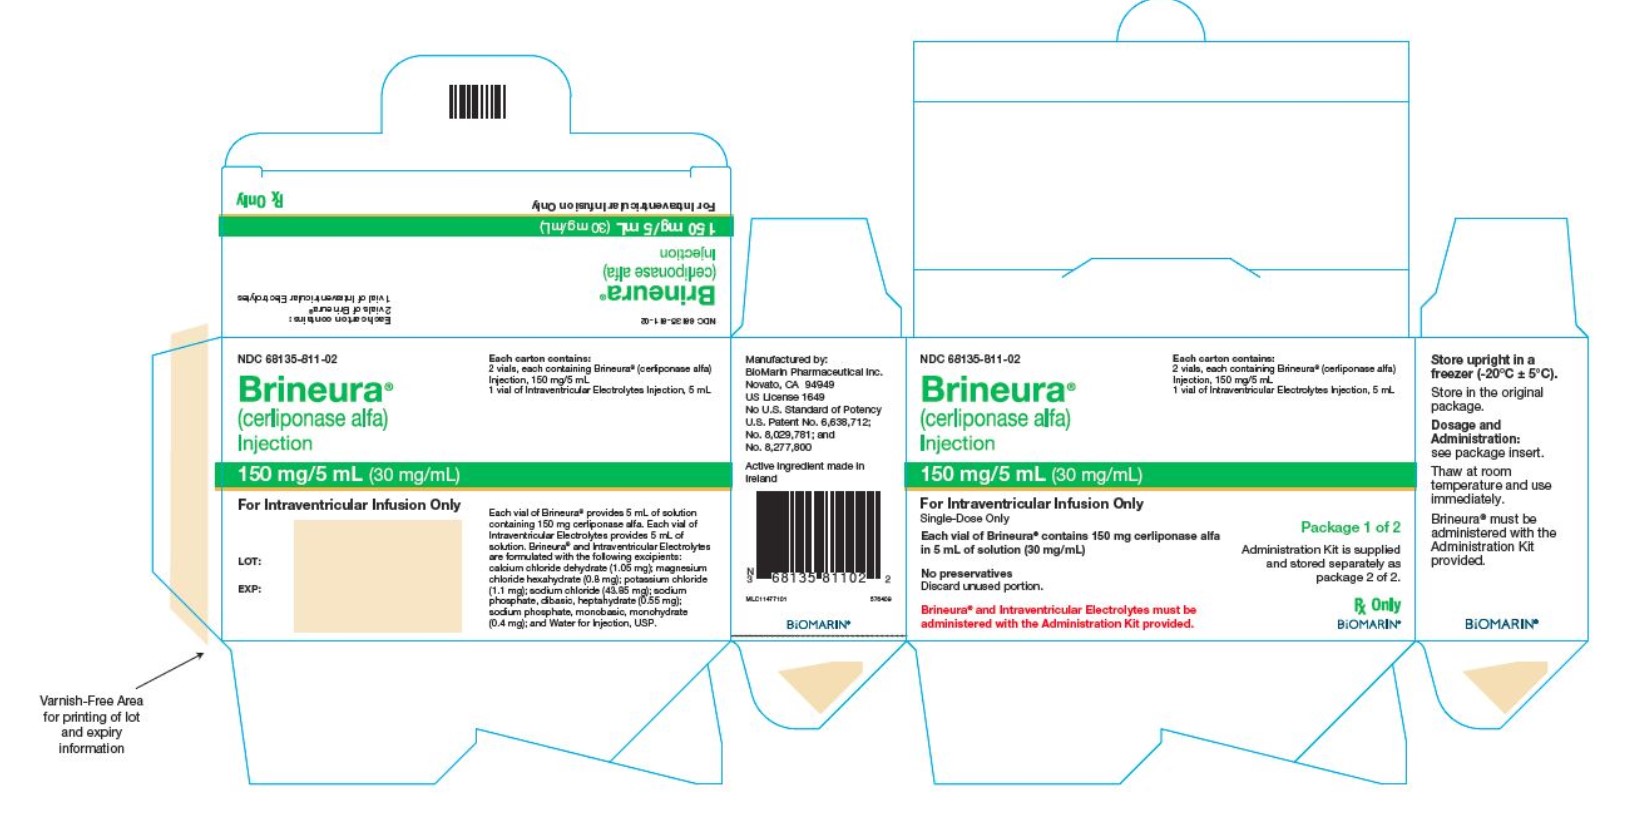 ℞ Only
For Intraventricular Infusion Only
150 mg/5 mL (30 mg/mL)
Injection
(cerliponase alfa)
Brineura®
NDC 68135-811-02
Each carton contains:
2 vials of Brineura®
1 vial of Intraventricular Electrolytes
NDC 68135-811-02
Brineura®
(cerliponase alfa)
Injection
150 mg/5 mL (30 mg/mL)
For Intraventricular Infusion Only
LOT:
EXP:
Each carton contains:
2 vials, each containing Brineura® (cerliponase alfa)
Injection, 150 mg/5 mL
1 vial of Intraventricular Electrolytes Injection, 5 mL
Each vial of Brineura® provides 5 mL of solution
containing 150 mg cerliponase alfa. Each vial of
Intraventricular Electrolytes provides 5 mL of
solution. Brineura® and Intraventricular Electrolytes
are formulated with the following excipients:
calcium chloride dehydrate (1.05 mg); magnesium
chloride hexahydrate (0.8 mg); potassium chloride
(1.1 mg); sodium chloride (43.85 mg); sodium
phosphate, dibasic, heptahydrate (0.55 mg);
sodium phosphate, monobasic, monohydrate
(0.4 mg); and Water for Injection, USP.
Manufactured by:
BioMarin Pharmaceutical Inc.
Novato, CA 94949
US License 1649
No U.S. Standard of Potency
U.S. Patent No. 6,638,712;
No. 8,029,781; and
No. 8,277,800
Active ingredient made in
Ireland
N
3 68135 81102 2
MLC11477101 576409
BIOMARIN®
NDC 68135-811-02
Brineura®
(cerliponase alfa)
Injection
150 mg/5 mL (30 mg/mL)
For Intraventricular Infusion Only
Single-Dose Only
Each vial of Brineura® contains 150 mg cerliponase alfa
in 5 mL of solution (30 mg/mL)
No preservatives
Discard unused portion.
Brineura® and Intraventricular Electrolytes must be
administered with the Administration Kit provided.
Each carton contains:
2 vials, each containing Brineura® (cerliponase alfa)
Injection, 150 mg/5 mL
1 vial of Intraventricular Electrolytes Injection, 5 mL
Package 1 of 2
Administration Kit is supplied
and stored separately as
package 2 of 2.
℞ Only
BIOMARIN®
Store upright in a
freezer (-20°C ± 5°C).
Store in the original
package.
Dosage and
Administration:
see package insert.
Thaw at room
temperature and use
immediately.
Brineura® must be
administered with the
Administration Kit
provided.
BIOMARIN®
Varnish-Free Area
for printing of lot
and expiry
information